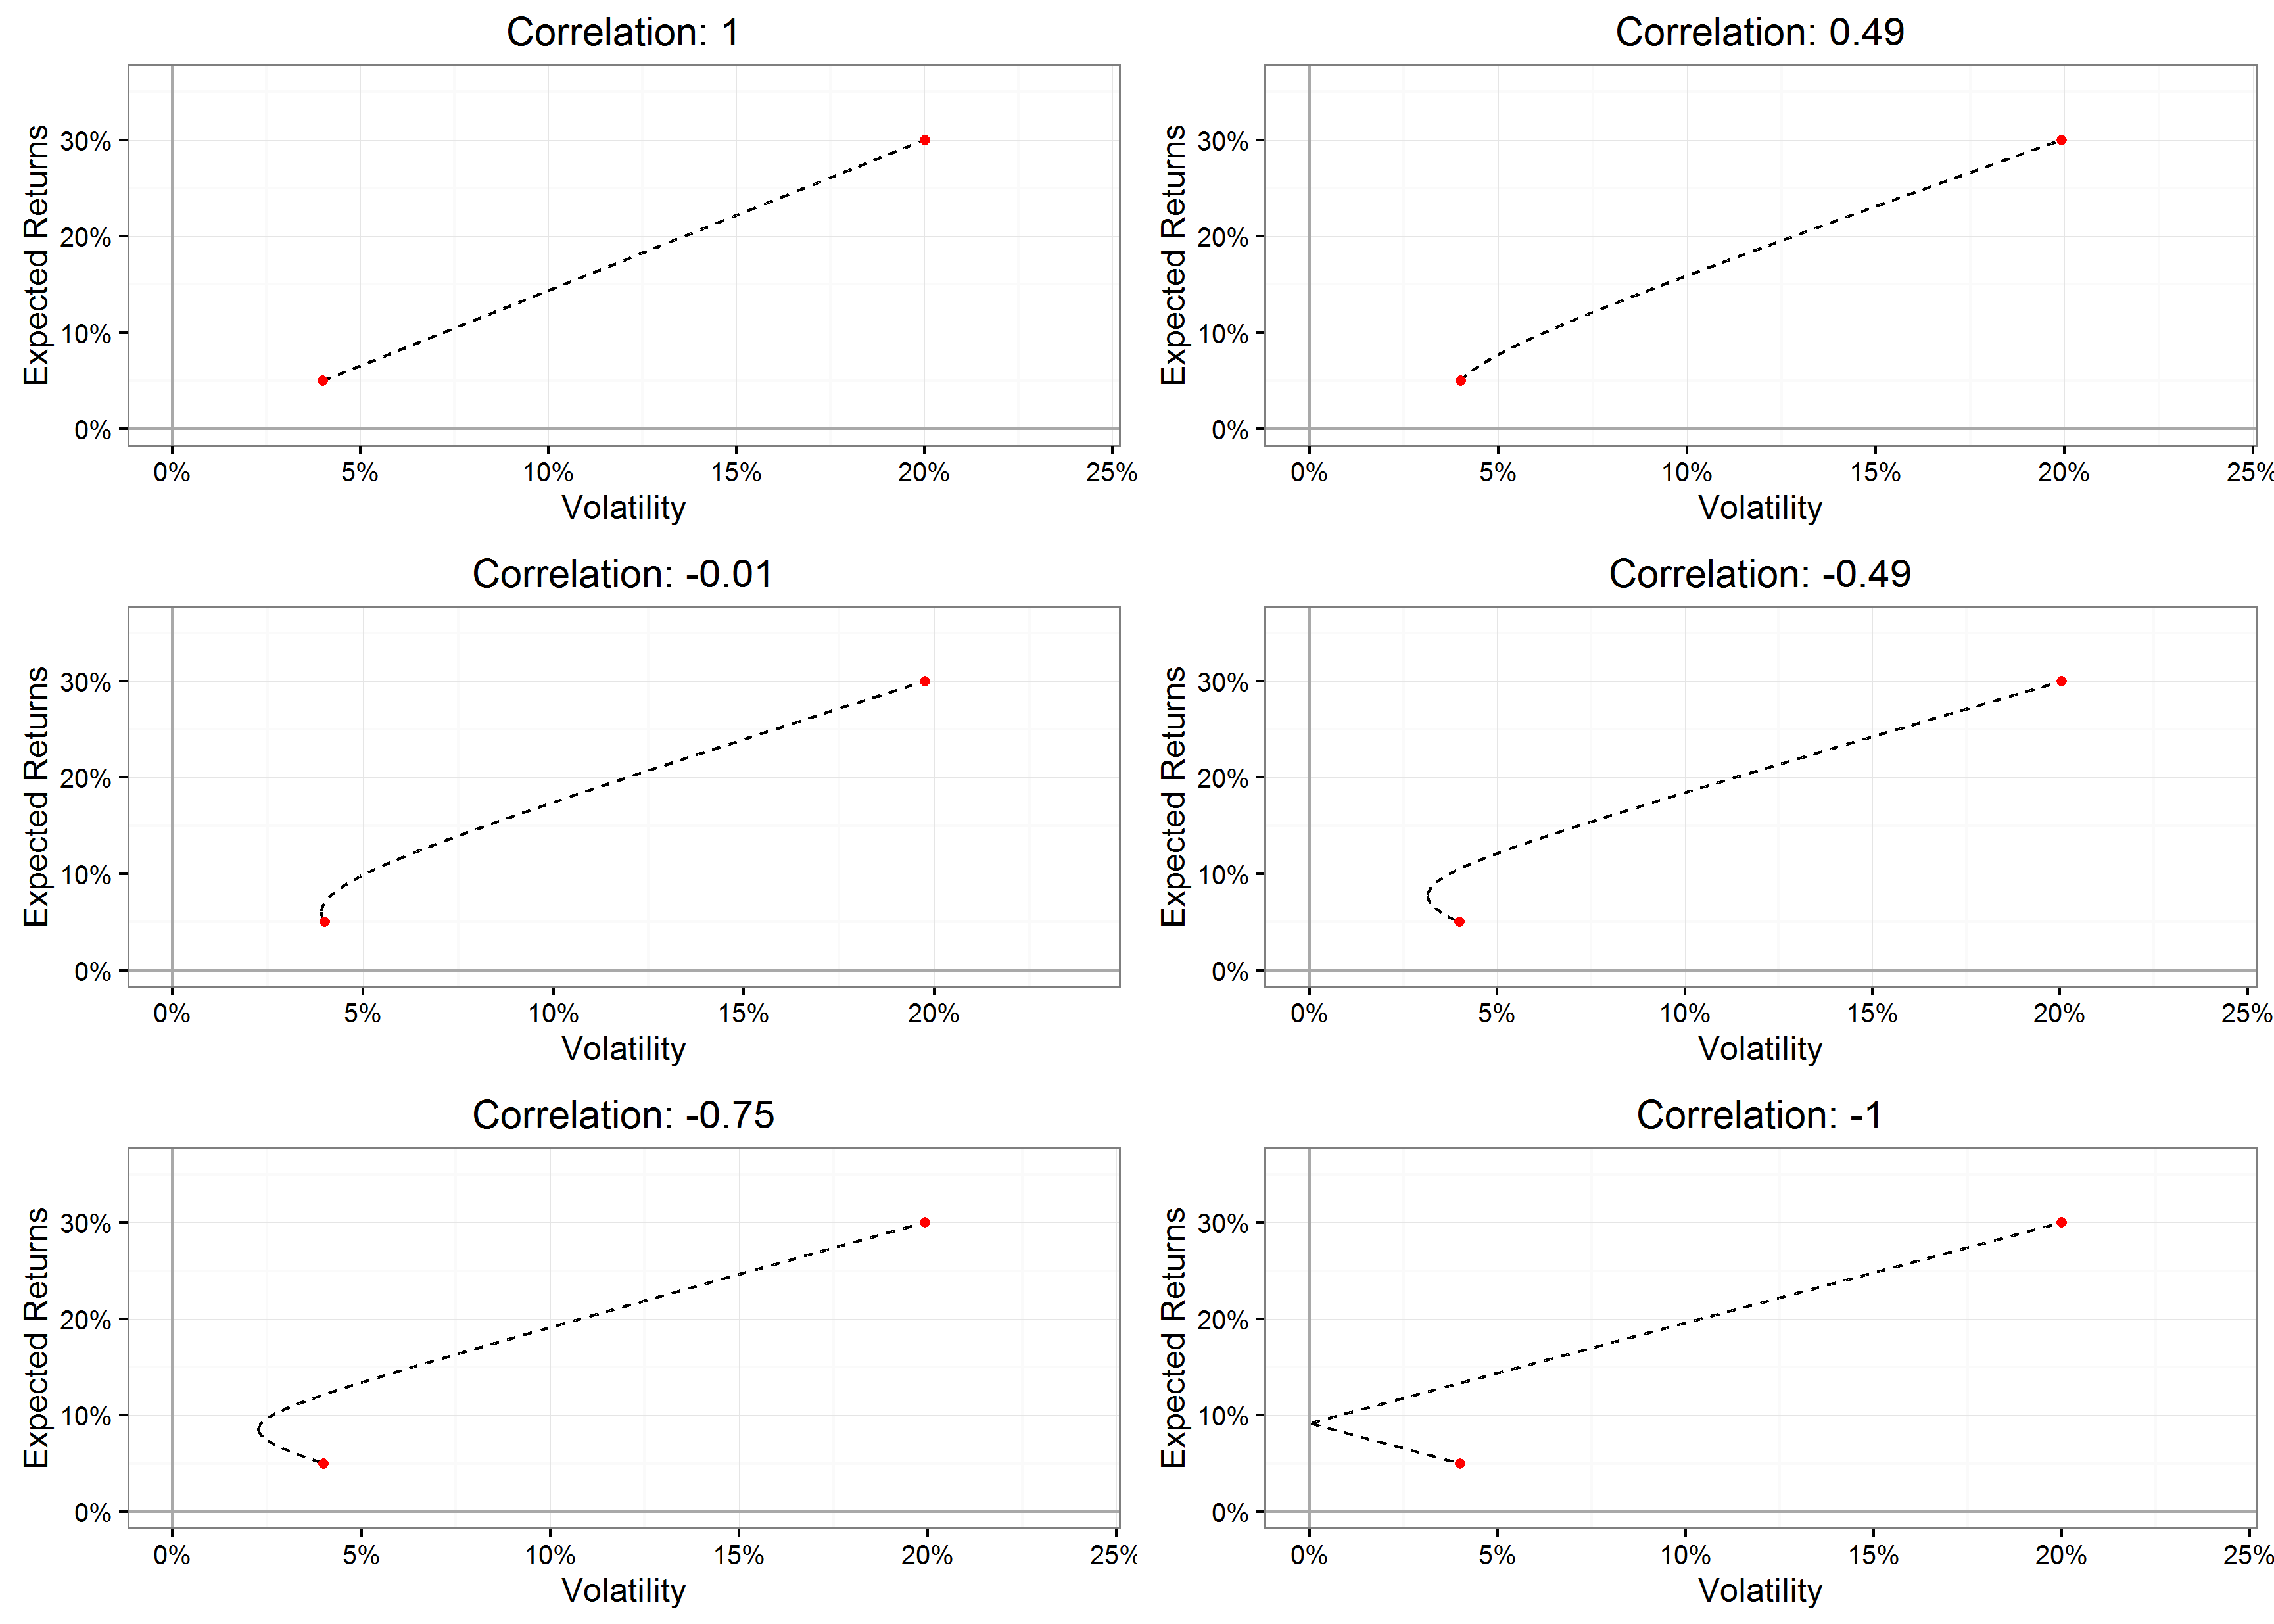 Correlation: 1
Expected Returns
30%
20%
10%
0%
0% 5% 10% 15% 20% 25%
Volatility
Correlation: 0.49
Expected Returns
30%
20%
10%
0%
0% 5% 10% 15% 20% 25%
Volatility
Correlation: -0.01
Expected Returns
30%
20%
10%
0%
0% 5% 10% 15% 20%
Volatility
Correlation: -0.49
Expected Returns
30%
20%
10%
0%
0% 5% 10% 15% 20% 25%
Volatility
Correlation: -0.75
Expected Returns
30%
20%
10%
0%
0% 5% 10% 15% 20% 25%
Volatility
Correlation: -1
Expected Returns
30%
20%
10%
0%
0% 5% 10% 15% 20% 25%
Volatility